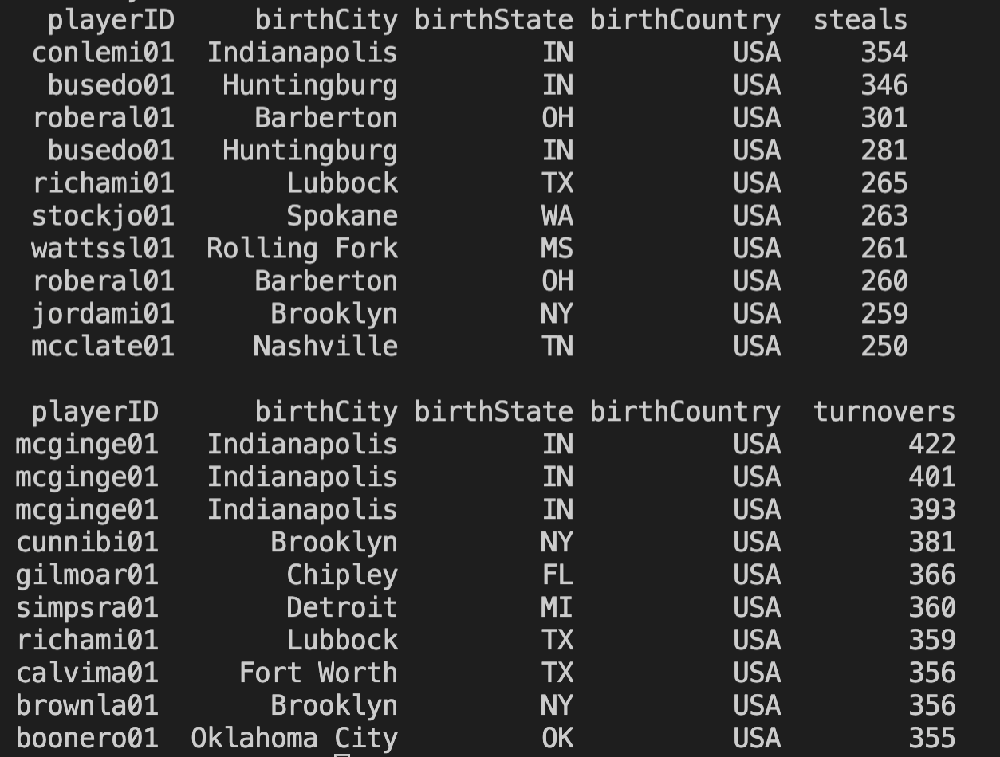 playerID birthCity birthState birthCountry steals
conlemi01 Indianapolis IN USA 354
busedo01 Huntingburg IN USA 346
roberal01 Barberton OH USA 301
busedo01 Huntingburg IN USA 281
richami01 Lubbock TX USA 265
stockjo01 Spokane WA USA 263
wattssl01 Rolling Fork MS USA 261
roberal01 Barberton OH USA 260
jordami01 Brooklyn NY USA 259
mcclate01 Nashville TN USA 250
playerID birthCity birthState birthCountry turnovers
mcginge01 Indianapolis IN USA 422
mcginge01 Indianapolis IN USA 401
mcginge01 Indianapolis IN USA 393
cunnibi01 Brooklyn NY USA 381
gilmoar01 Chipley FL USA 366
simpsra01 Detroit MI USA 360
richami01 Lubbock TX USA 359
calvima01 Fort Worth TX USA 356
brownla01 Brooklyn NY USA 356
boonero01 Oklahoma City OK USA 355